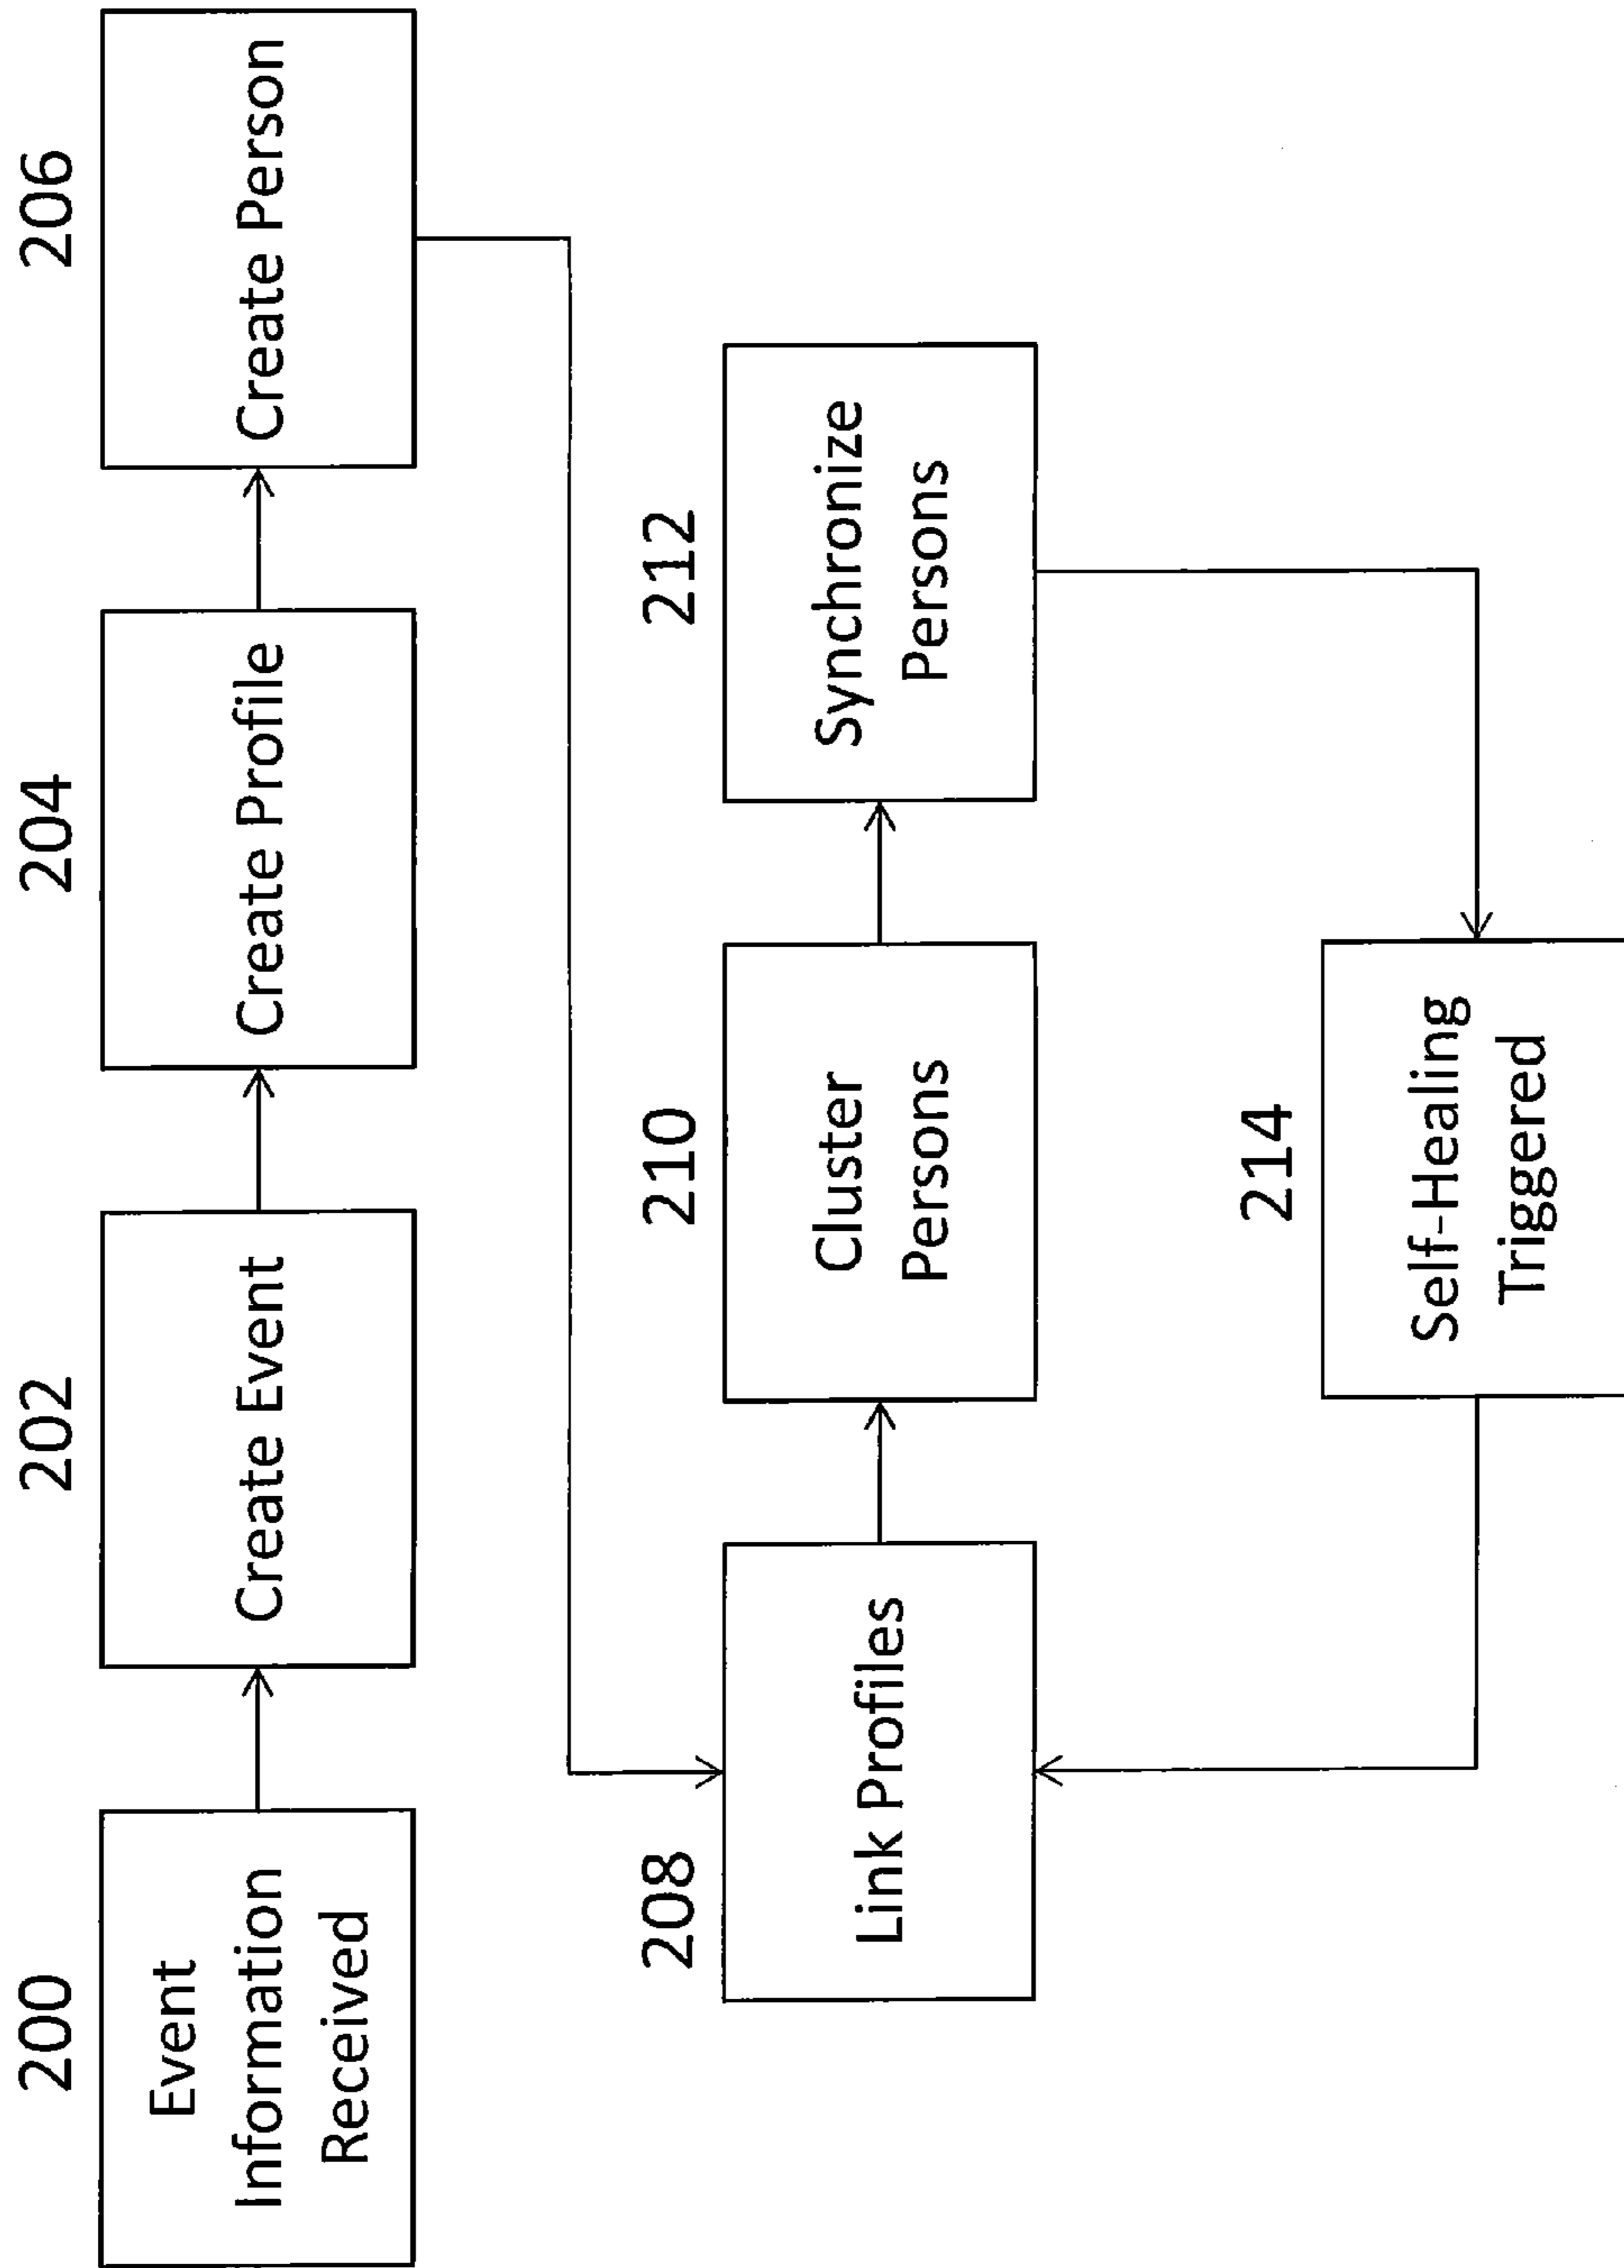 200
Event
Information
Received
202
Create Event
204
Create Profile
206
Create Person
208
Link Profiles
210
Cluster
Persons
212
Synchronize
Persons
214
Self-Healing
Triggered